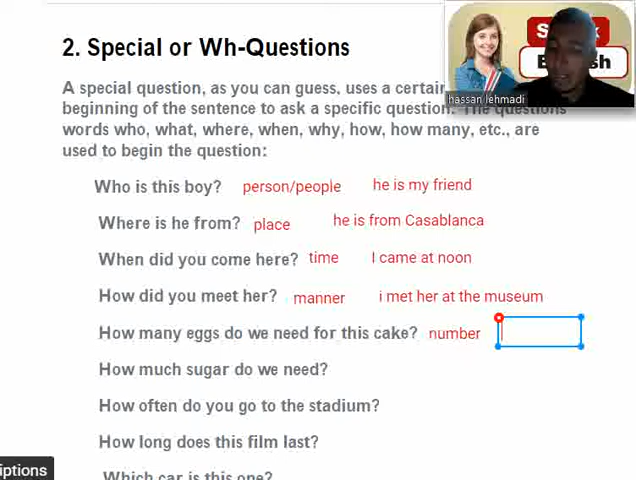 2. Special or Wh-Questions
A special question, as you can guess, uses a certain
beginning of the sentence to ask a specific question. The questions
words who, what, where, when, why, how, how many, etc., are
used to begin the question:
Who is this boy? person/people he is my friend
Where is he from? place he is from Casablanca
When did you come here? time I came at noon
How did you meet her? manner i met her at the museum
How many eggs do we need for this cake? number
How much sugar do we need?
How often do you go to the stadium?
How long does this film last?
Which car is this one?
hassan lehmadi